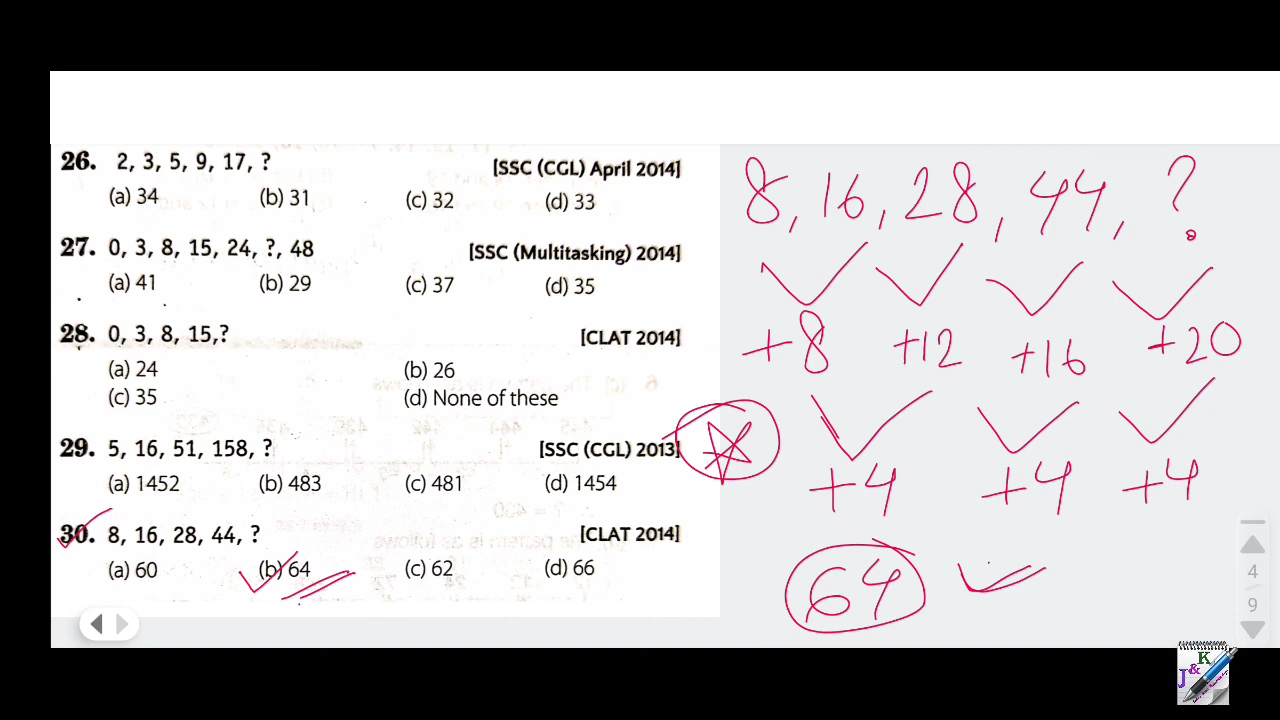 26. 2, 3, 5, 9, 17, ? [SSC (CGL) April 2014]
(a) 34 (b) 31 (c) 32 (d) 33
27. 0, 3, 8, 15, 24, ?, 48 [SSC (Multitasking) 2014]
(a) 41 (b) 29 (c) 37 (d) 35
28. 0, 3, 8, 15,? [CLAT 2014]
(a) 24 (b) 26
(c) 35 (d) None of these
29. 5, 16, 51, 158, ? [SSC (CGL) 2013]
(a) 1452 (b) 483 (c) 481 (d) 1454
30. 8, 16, 28, 44, ? [CLAT 2014]
(a) 60 (b) 64 (c) 62 (d) 66
8, 16, 28, 44, ?
+8 +12 +16 +20
+4 +4 +4
64
4
9
J & K